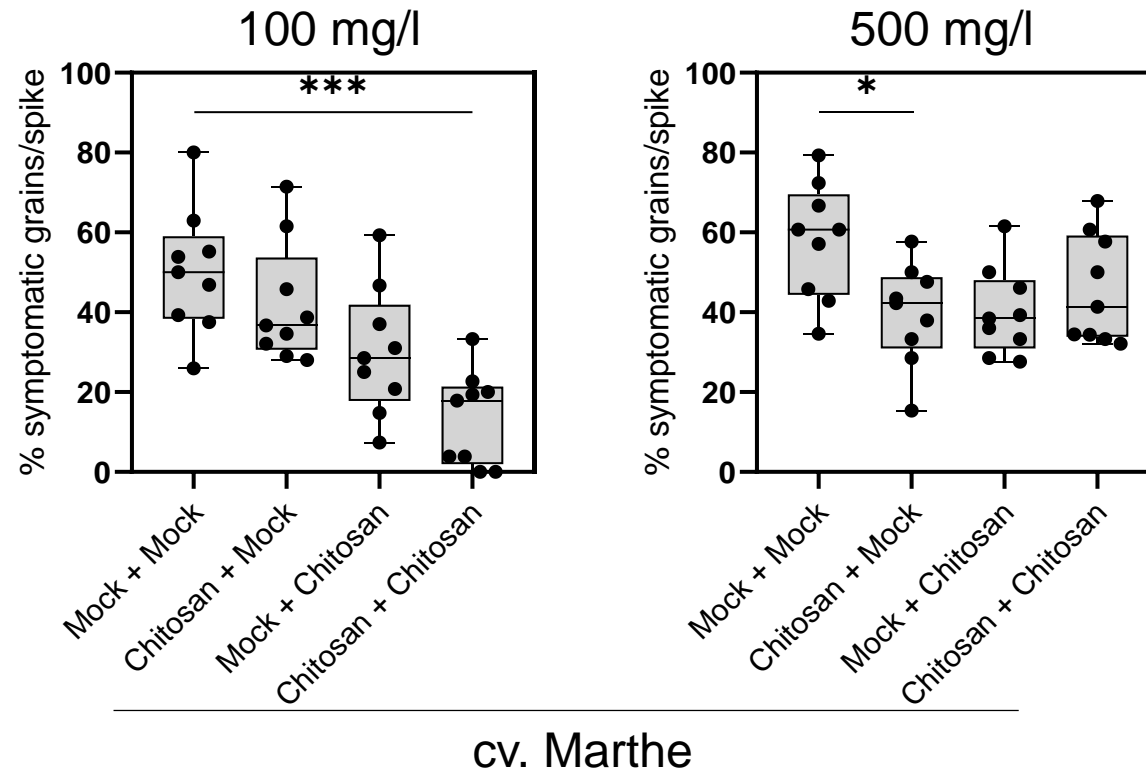 100 mg/l
% symptomatic grains/spike
100
80
60
40
20
0
***
Mock + Mock
Chitosan + Mock
Mock + Chitosan
Chitosan + Chitosan
500 mg/l
% symptomatic grains/spike
100
80
60
40
20
0
*
Mock + Mock
Chitosan + Mock
Mock + Chitosan
Chitosan + Chitosan
cv. Marthe